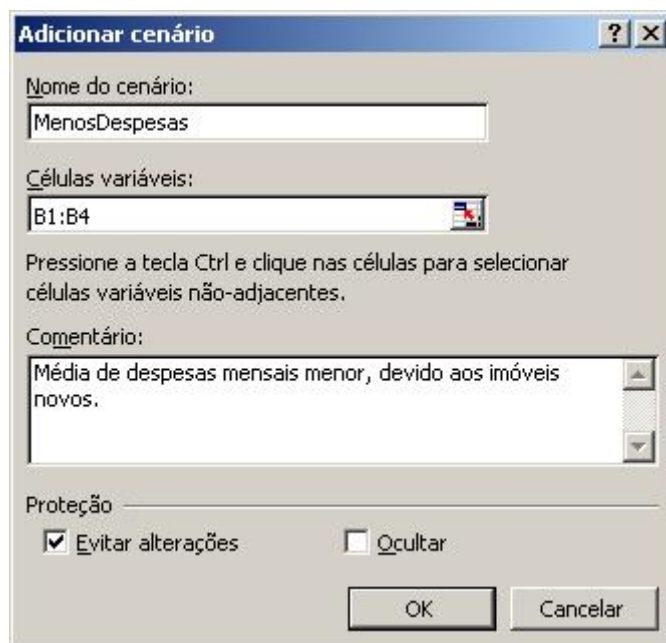 Adicionar cenário
Nome do cenário:
MenosDespesas
Células variáveis:
B1:B4
Pressione a tecla Ctrl e clique nas células para selecionar
células variáveis não-adjacentes.
Comentário:
Média de despesas mensais menor, devido aos imóveis
novos.
Proteção
Evitar alterações Ocultar
OK Cancelar